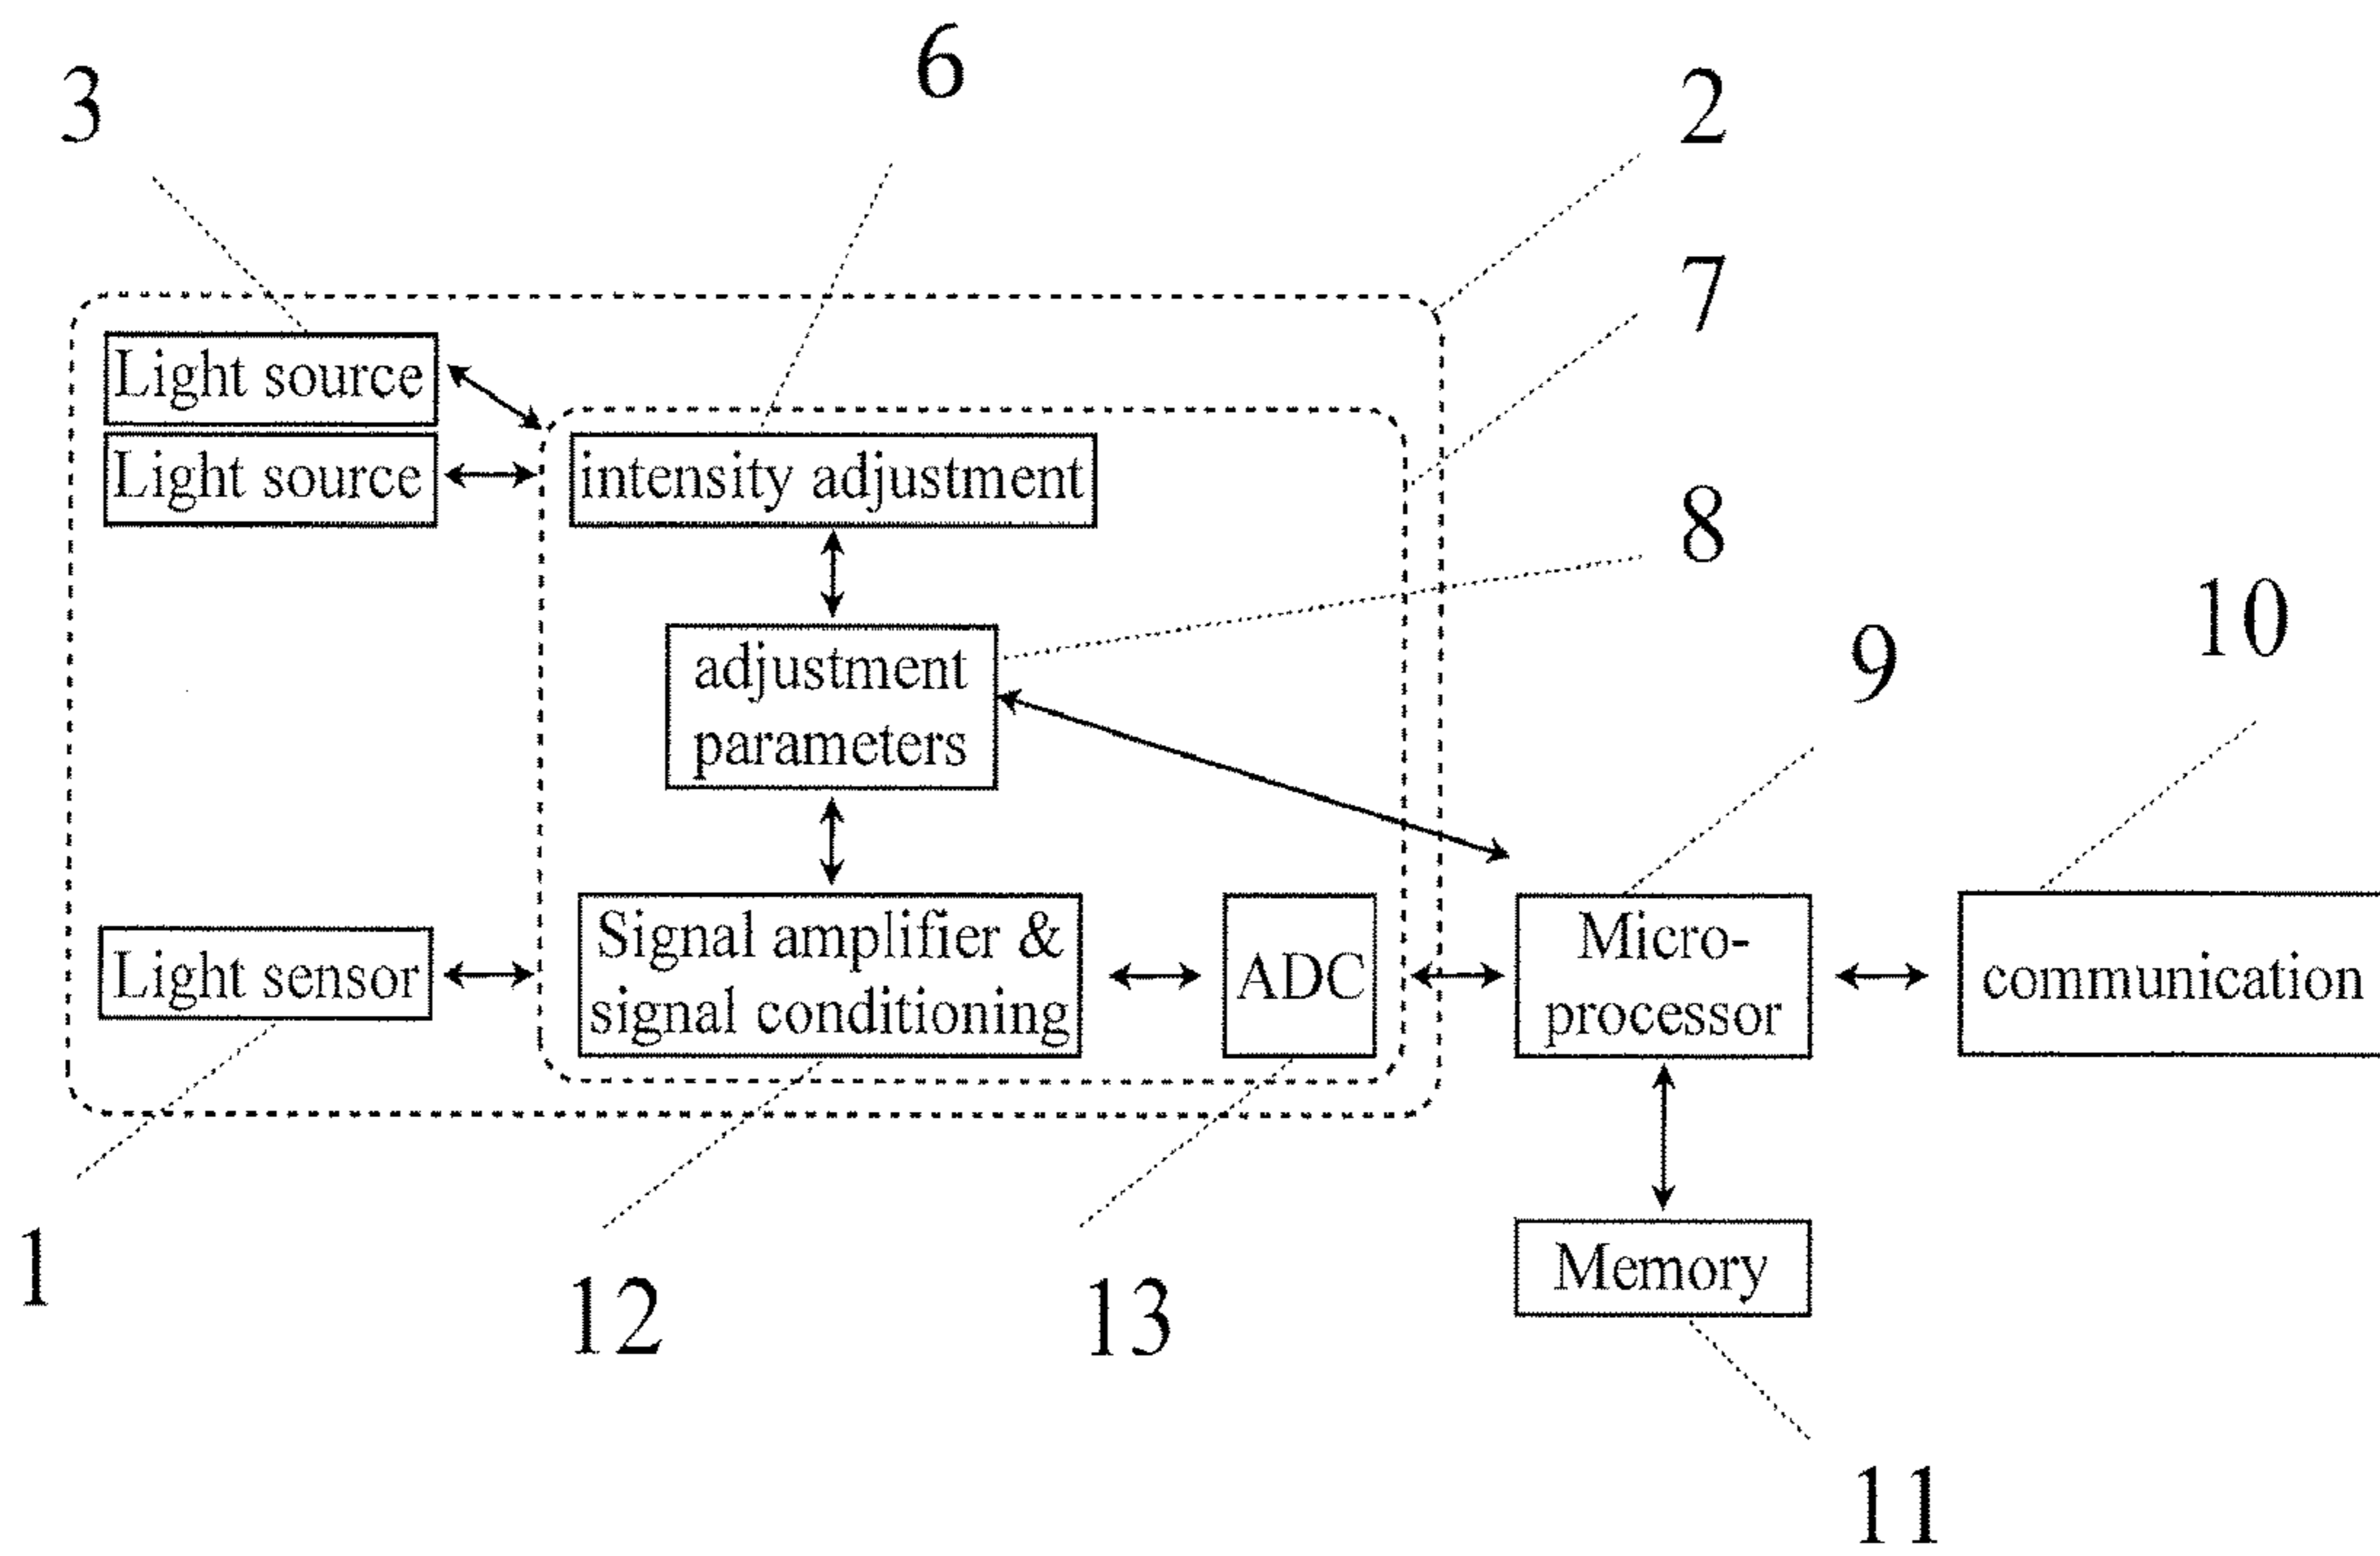 6
3
2
7
Light source
Light source
intensity adjustment
8
10
adjustment
parameters
9
Signal amplifier &
signal conditioning
ADC
Micro-
processor
communication
Light sensor
1
12
13
Memory
11